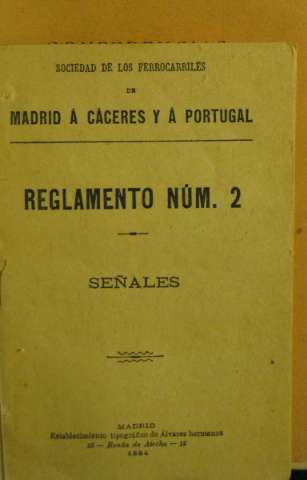 SOCIEDAD DE LOS FERROCARRILES
DE
MADRID Á CÁCERES Y Á PORTUGAL
REGLAMENTO NÚM. 2
SEÑALES
MADRID
Establecimiento tipográfico de Álvarez hermanos
16 — Ronda de Atocha — 16
1884